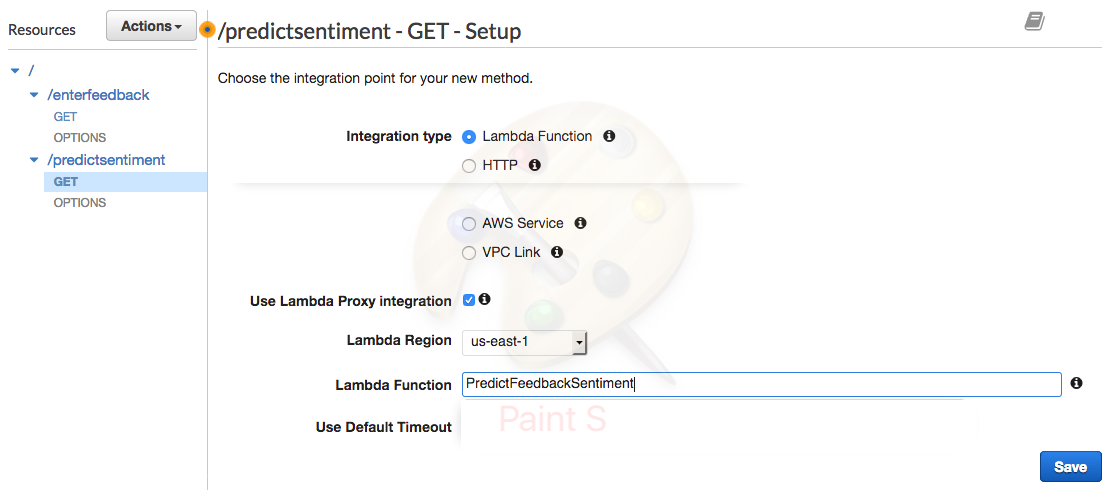 Resources
Actions
/predictsentiment - GET - Setup
/
/enterfeedback
GET
OPTIONS
/predictsentiment
GET
OPTIONS
Choose the integration point for your new method.
Integration type
Lambda Function
HTTP
AWS Service
VPC Link
Use Lambda Proxy integration
Lambda Region
us-east-1
Lambda Function
PredictFeedbackSentiment
Use Default Timeout
Paint S
Save